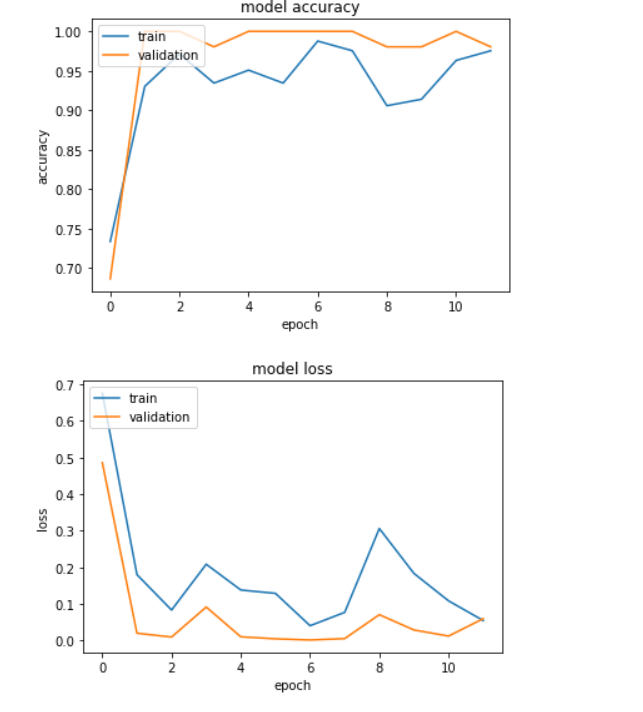 model accuracy
1.00
0.95
0.90
0.85
0.80
0.75
0.70
accuracy
train
validation
0 2 4 6 8 10
epoch
model loss
0.7
0.6
0.5
0.4
0.3
0.2
0.1
0.0
loss
train
validation
0 2 4 6 8 10
epoch